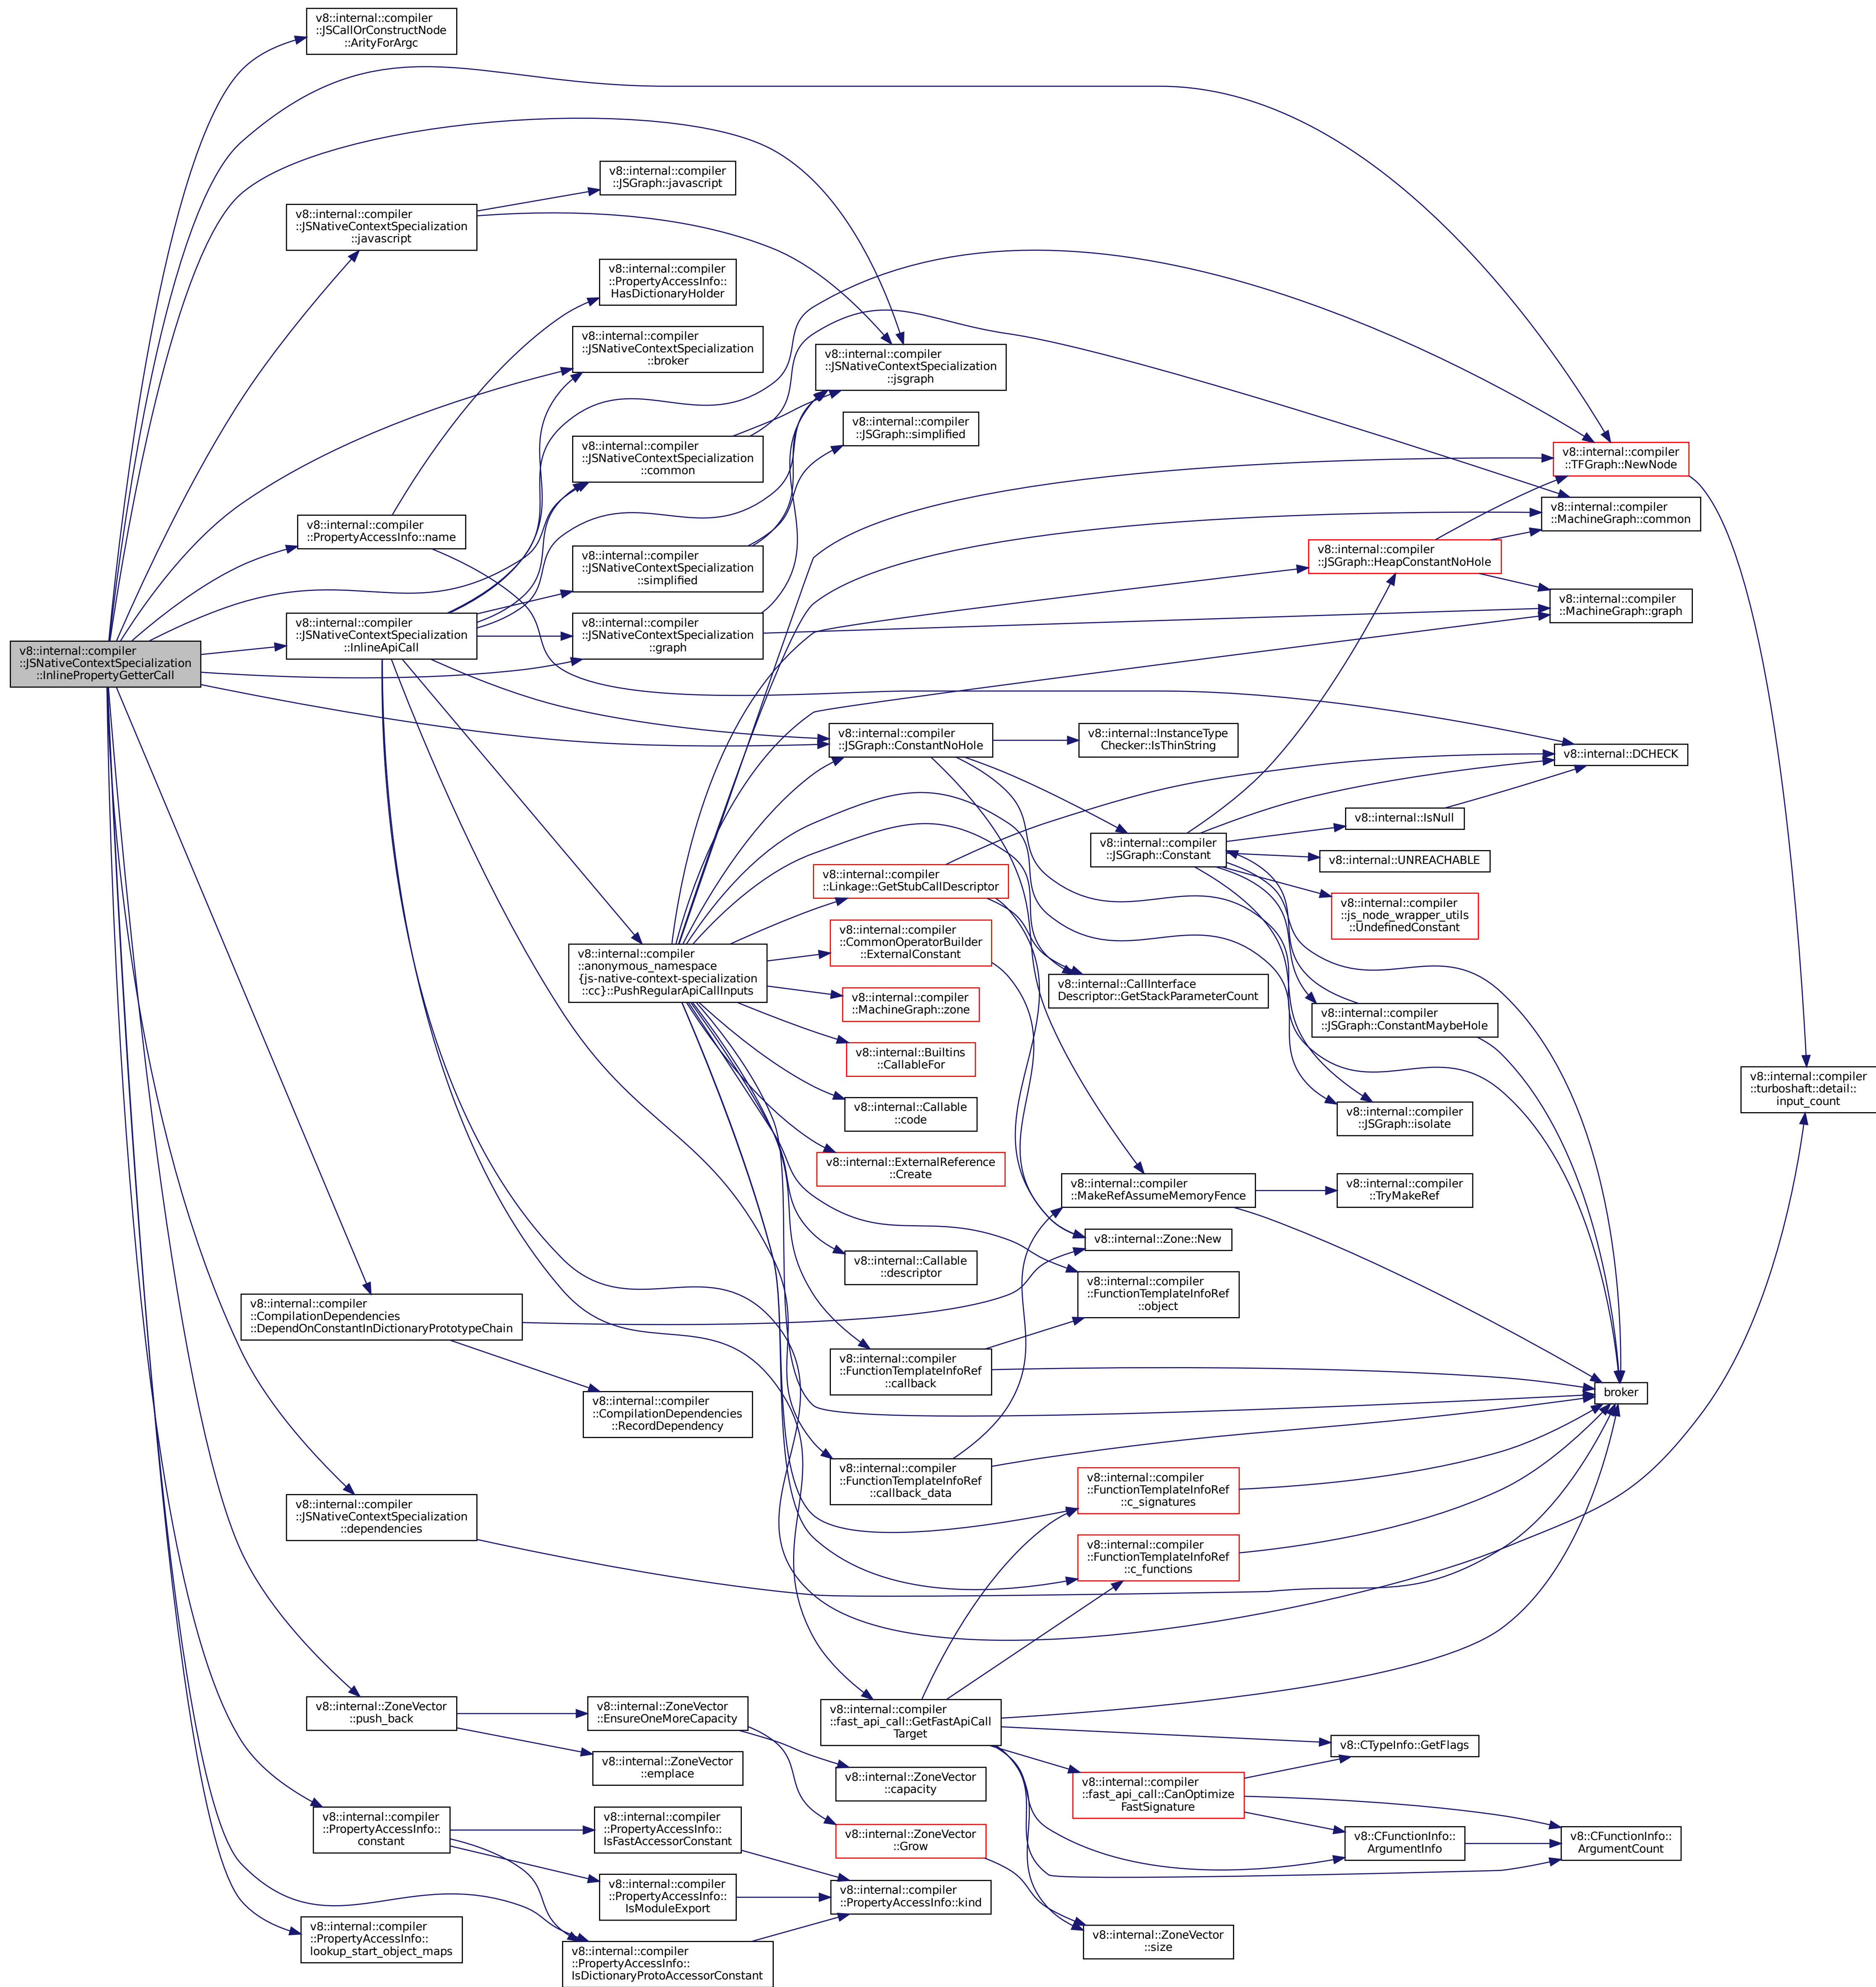 v8::internal::compiler
::JSNativeContextSpecialization
::InlinePropertyGetterCall
v8::internal::compiler
::JSCallOrConstructNode
::ArityForArgc
v8::internal::compiler
::JSNativeContextSpecialization
::javascript
v8::internal::compiler
::PropertyAccessInfo::name
v8::internal::compiler
::JSNativeContextSpecialization
::InlineApiCall
v8::internal::compiler
::CompilationDependencies
::DependOnConstantInDictionaryPrototypeChain
v8::internal::compiler
::JSNativeContextSpecialization
::dependencies
v8::internal::ZoneVector
::push_back
v8::internal::compiler
::PropertyAccessInfo::
constant
v8::internal::compiler
::PropertyAccessInfo::
lookup_start_object_maps
v8::internal::compiler
::JSGraph::javascript
v8::internal::compiler
::PropertyAccessInfo::
HasDictionaryHolder
v8::internal::compiler
::JSNativeContextSpecialization
::broker
v8::internal::compiler
::JSNativeContextSpecialization
::common
v8::internal::compiler
::JSNativeContextSpecialization
::simplified
v8::internal::compiler
::JSNativeContextSpecialization
::graph
v8::internal::compiler
::anonymous_namespace
{js-native-context-specialization
::cc}::PushRegularApiCallInputs
v8::internal::compiler
::CompilationDependencies
::RecordDependency
v8::internal::ZoneVector
::EnsureOneMoreCapacity
v8::internal::ZoneVector
::emplace
v8::internal::compiler
::PropertyAccessInfo::
IsFastAccessorConstant
v8::internal::compiler
::PropertyAccessInfo::
IsModuleExport
v8::internal::compiler
::PropertyAccessInfo::
IsDictionaryProtoAccessorConstant
v8::internal::compiler
::JSNativeContextSpecialization
::jsgraph
v8::internal::compiler
::JSGraph::simplified
v8::internal::compiler
::JSGraph::ConstantNoHole
v8::internal::compiler
::Linkage::GetStubCallDescriptor
v8::internal::compiler
::CommonOperatorBuilder
::ExternalConstant
v8::internal::compiler
::MachineGraph::zone
v8::internal::Builtins
::CallableFor
v8::internal::Callable
::code
v8::internal::ExternalReference
::Create
v8::internal::Callable
::descriptor
v8::internal::compiler
::FunctionTemplateInfoRef
::callback
v8::internal::compiler
::FunctionTemplateInfoRef
::callback_data
v8::internal::compiler
::fast_api_call::GetFastApiCall
Target
v8::internal::ZoneVector
::capacity
v8::internal::ZoneVector
::Grow
v8::internal::compiler
::PropertyAccessInfo::kind
v8::internal::InstanceType
Checker::IsThinString
v8::internal::compiler
::JSGraph::Constant
v8::internal::CallInterface
Descriptor::GetStackParameterCount
v8::internal::compiler
::MakeRefAssumeMemoryFence
v8::internal::Zone::New
v8::internal::compiler
::FunctionTemplateInfoRef
::object
v8::internal::compiler
::FunctionTemplateInfoRef
::c_signatures
v8::internal::compiler
::FunctionTemplateInfoRef
::c_functions
v8::internal::compiler
::fast_api_call::CanOptimize
FastSignature
v8::internal::ZoneVector
::size
v8::internal::compiler
::JSGraph::HeapConstantNoHole
v8::internal::IsNull
v8::internal::UNREACHABLE
v8::internal::compiler
::js_node_wrapper_utils
::UndefinedConstant
v8::internal::compiler
::JSGraph::ConstantMaybeHole
v8::internal::compiler
::JSGraph::isolate
v8::internal::compiler
::TryMakeRef
v8::CTypeInfo::GetFlags
v8::CFunctionInfo::
ArgumentInfo
v8::internal::compiler
::TFGraph::NewNode
v8::internal::compiler
::MachineGraph::common
v8::internal::compiler
::MachineGraph::graph
v8::internal::DCHECK
broker
v8::CFunctionInfo::
ArgumentCount
v8::internal::compiler
::turboshaft::detail::
input_count